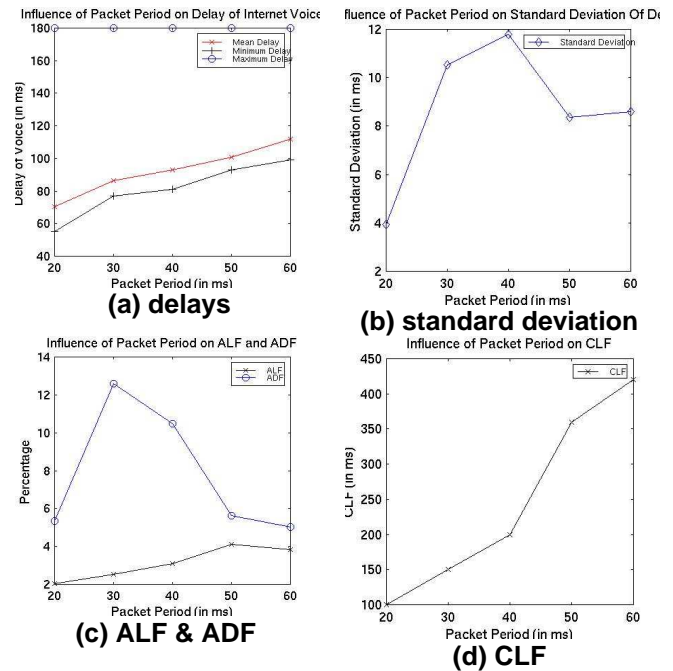 Influence of Packet Period on Delay of Internet Voice
Mean Delay
Minimum Delay
Maximum Delay
Delay of Voice (in ms)
180
160
140
120
100
80
60
40
20 30 40 50 60
Packet Period (in ms)
(a) delays
fluence of Packet Period on Standard Deviation Of De
Standard Deviation
Standard Deviation (in ms)
12
10
8
6
4
2
20 30 40 50 60
Packet Period (in ms)
(b) standard deviation
Influence of Packet Period on ALF and ADF
ALF
ADF
Percentage
14
12
10
8
6
4
2
20 30 40 50 60
Packet Period (in ms)
(c) ALF & ADF
Influence of Packet Period on CLF
CLF
CLF (in ms)
450
400
350
300
250
200
150
100
20 30 40 50 60
Packet Period (in ms)
(d) CLF